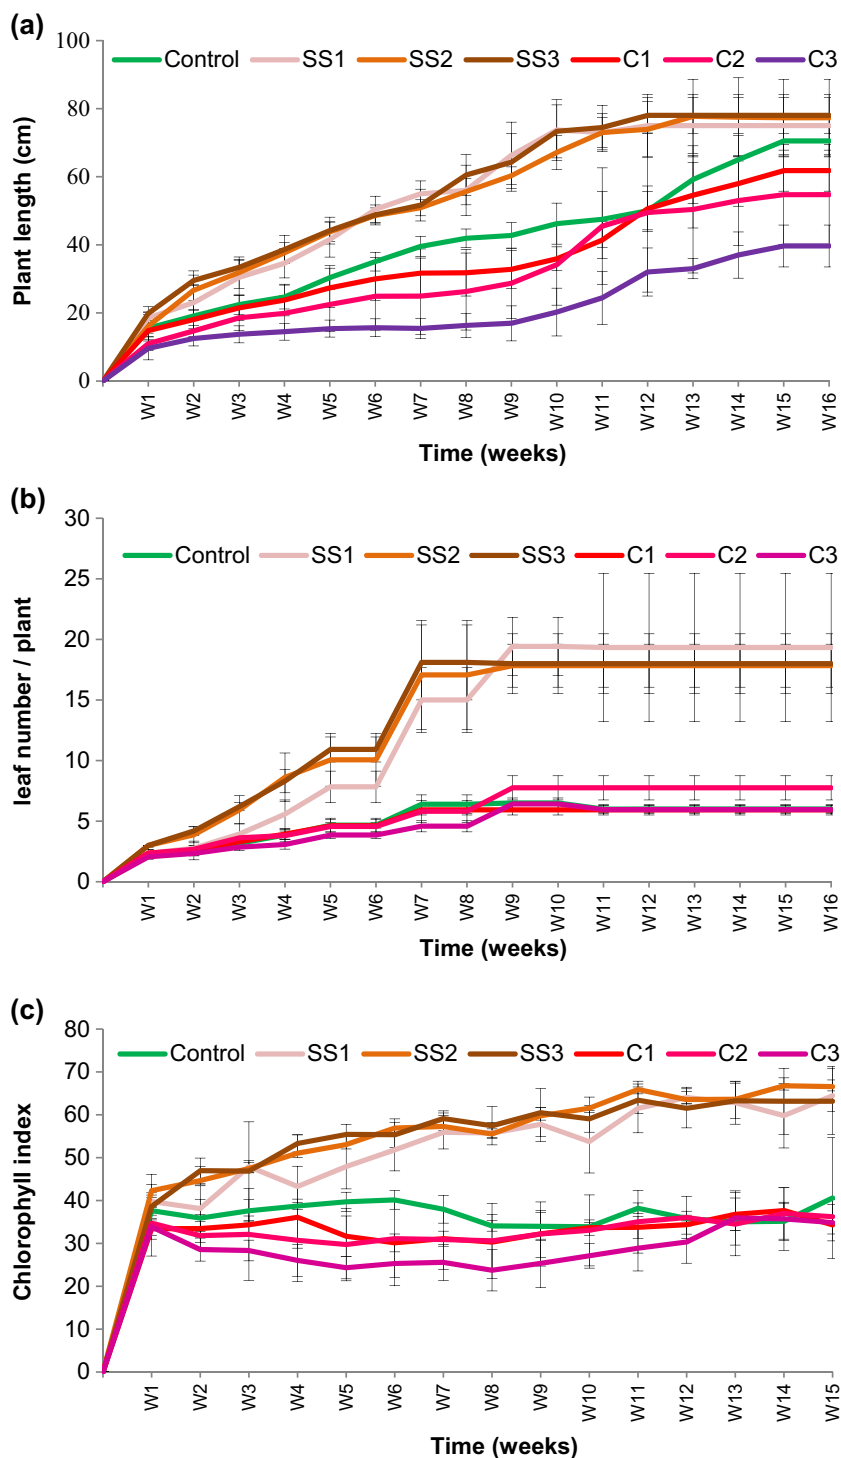 (a)
100
80
60
40
20
0
Plant length (cm)
Control SS1 SS2 SS3 C1 C2 C3
W1 W2 W3 W4 W5 W6 W7 W8 W9 W10 W11 W12 W13 W14 W15 W16
Time (weeks)
(b)
30
25
20
15
10
5
0
leaf number / plant
Control SS1 SS2 SS3 C1 C2 C3
W1 W2 W3 W4 W5 W6 W7 W8 W9 W10 W11 W12 W13 W14 W15 W16
Time (weeks)
(c)
80
70
60
50
40
30
20
10
0
Chlorophyll index
Control SS1 SS2 SS3 C1 C2 C3
W1 W2 W3 W4 W5 W6 W7 W8 W9 W10 W11 W12 W13 W14 W15
Time (weeks)